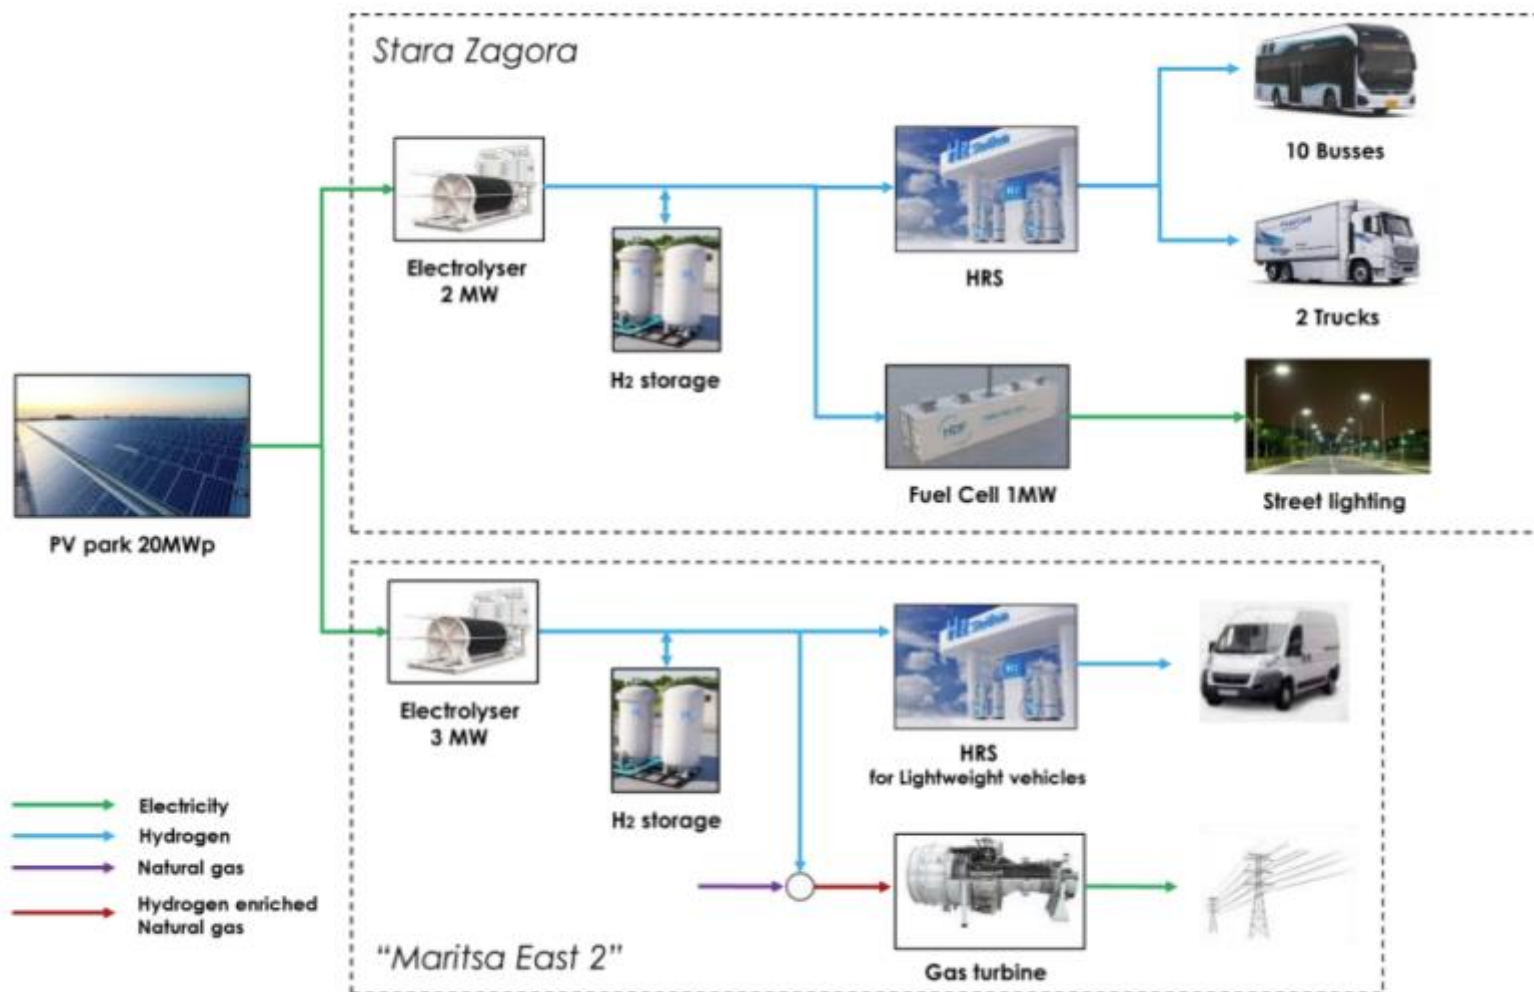 Stara Zagora
10 Busses
Electrolyser
2 MW
H2 storage
HRS
2 Trucks
Fuel Cell 1MW
Street lighting
PV park 20MWp
Electrolyser
3 MW
H2 storage
HRS
for Lightweight vehicles
Gas turbine
Electricity
Hydrogen
Natural gas
Hydrogen enriched
Natural gas
“Maritsa East 2”